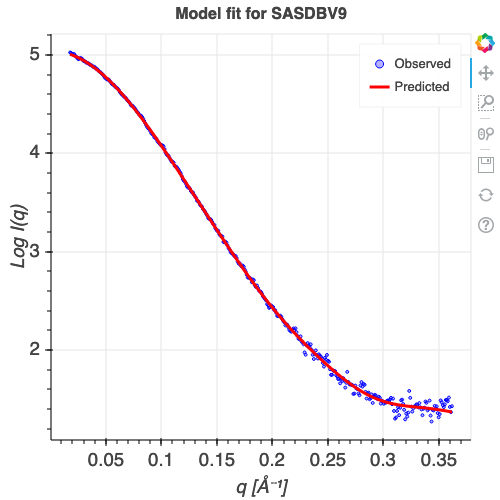 Model fit for SASDBV9
Observed
Predicted
5
4
3
2
Log I(q)
0.05
0.1
0.15
0.2
0.25
0.3
0.35
q [Å⁻¹]